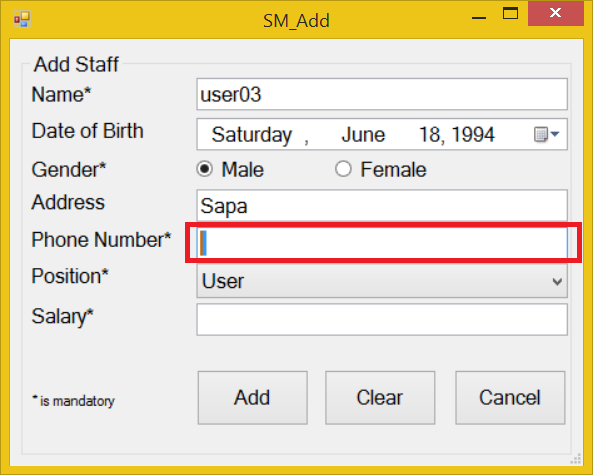 SM_Add
Add Staff
Name* user03
Date of Birth Saturday , June 18, 1994
Gender* Male Female
Address Sapa
Phone Number*
Position* User
Salary*
* is mandatory Add Clear Cancel